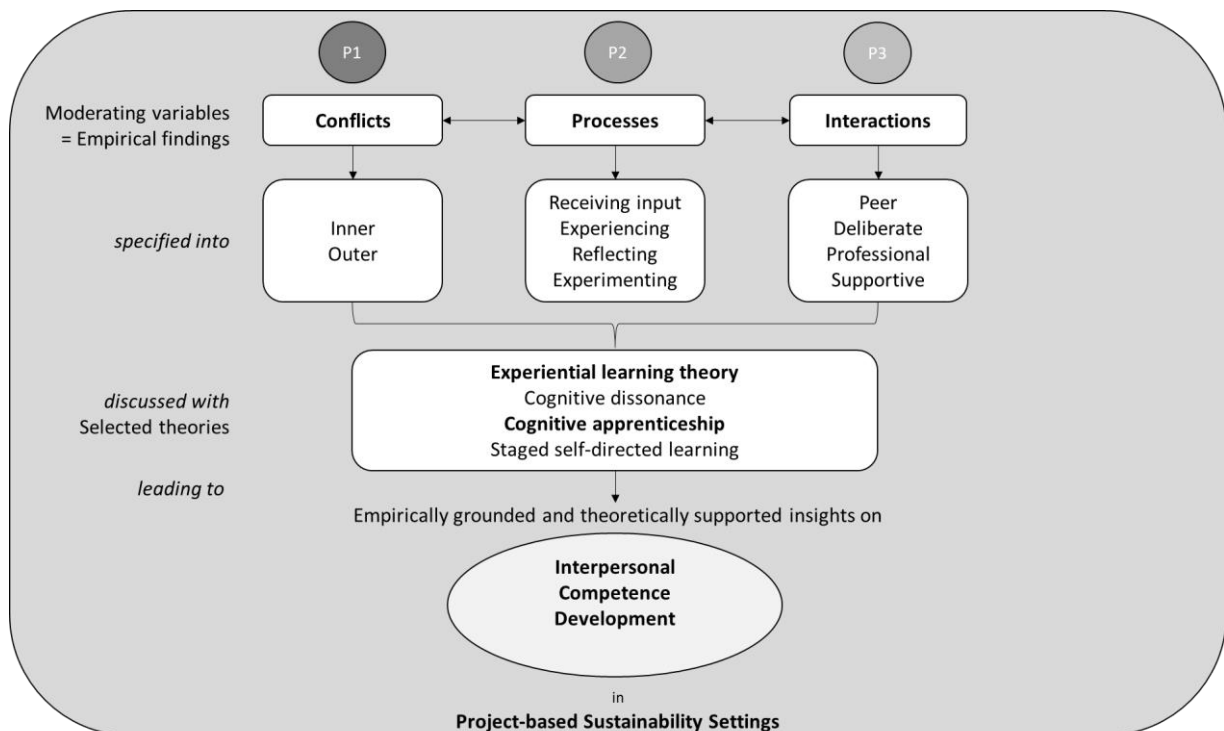 P1
P2
P3
Moderating variables
= Empirical findings
Conflicts
Processes
Interactions
specified into
Inner
Outer
Receiving input
Experiencing
Reflecting
Experimenting
Peer
Deliberate
Professional
Supportive
discussed with
Selected theories
Experiential learning theory
Cognitive dissonance
Cognitive apprenticeship
Staged self-directed learning
leading to
Empirically grounded and theoretically supported insights on
Interpersonal
Competence
Development
in
Project-based Sustainability Settings